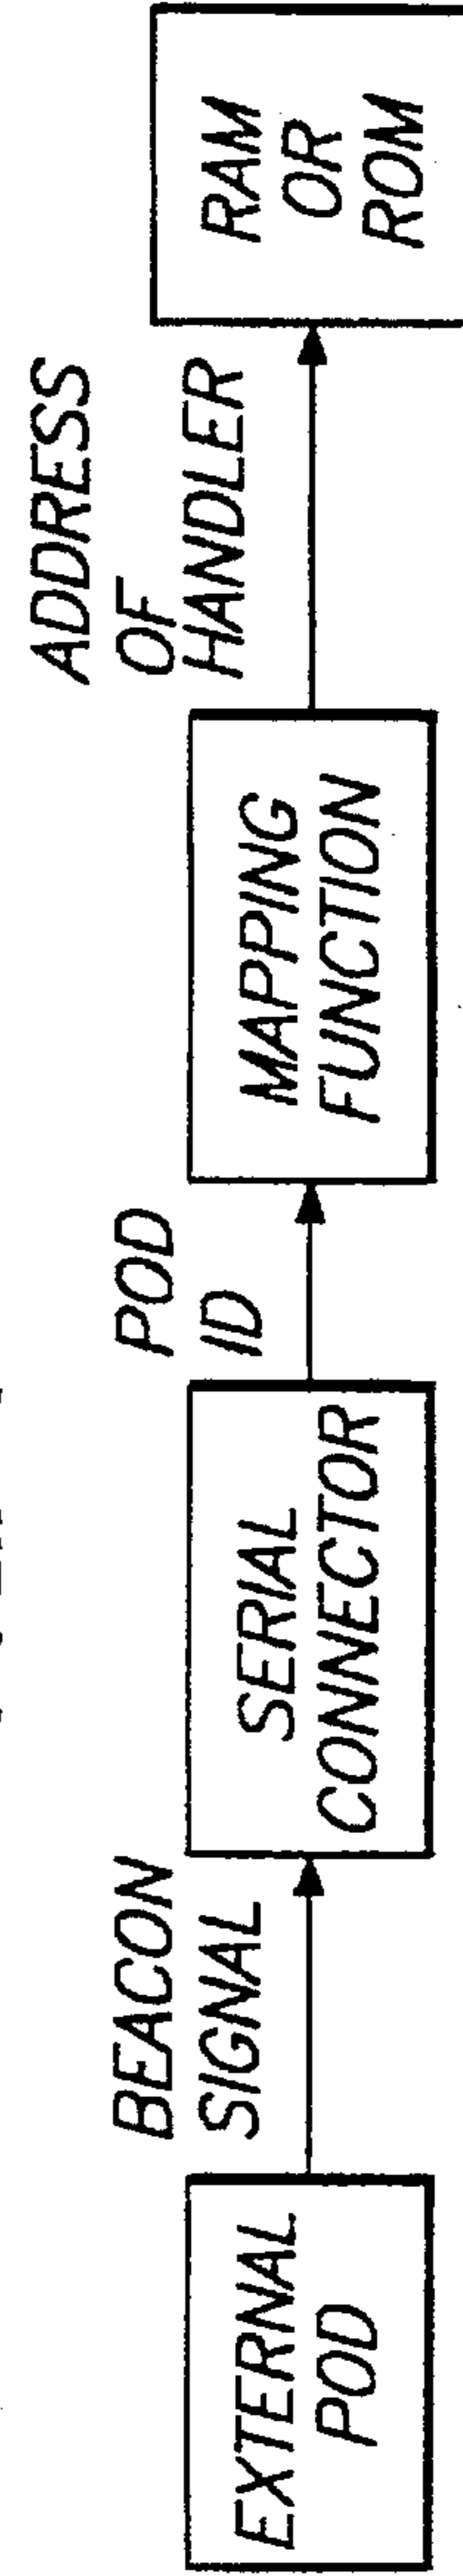 EXTERNAL
POD
BEACON
SIGNAL
SERIAL
CONNECTOR
POD
ID
MAPPING
FUNCTION
ADDRESS
OF
HANDLER
RAM
OR
ROM